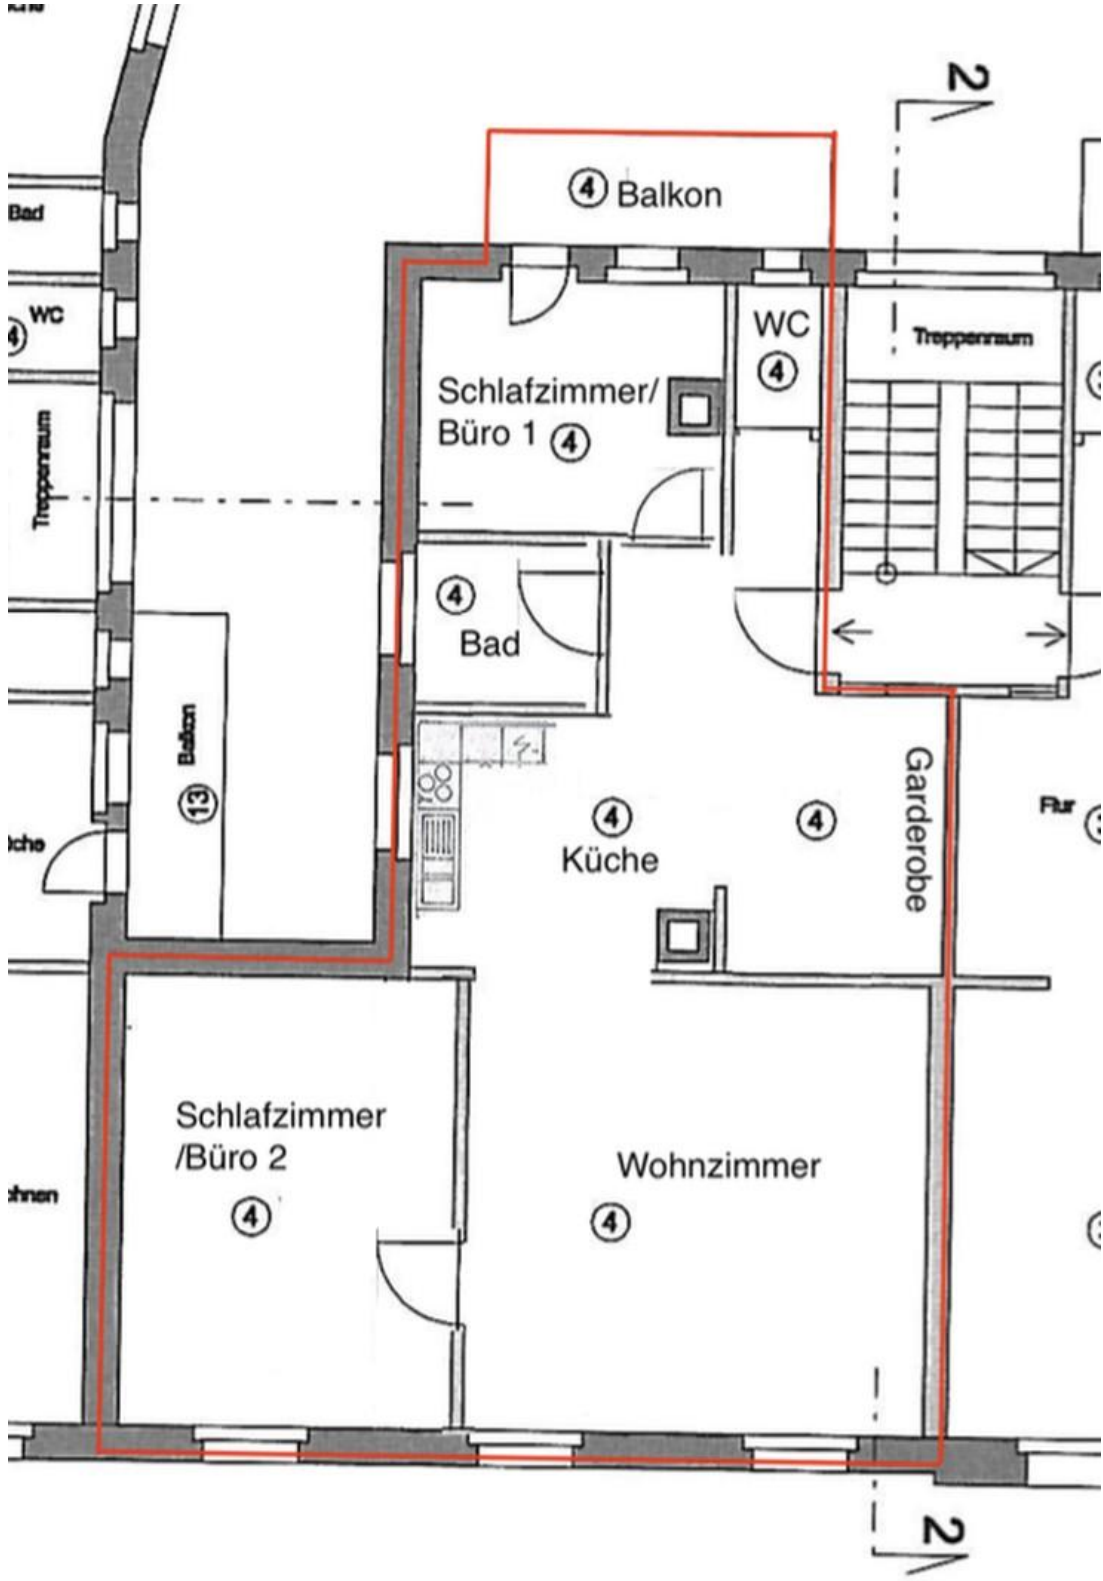 2
④ Balkon
Bad
WC
④
WC
④
Treppenraum
Schlafzimmer/
Büro 1 ④
Treppenraum
④
Bad
Balkon
⑬
④
Küche
④
Garderobe
Flur
Schlafzimmer
/Büro 2
④
Wohnzimmer
④
2